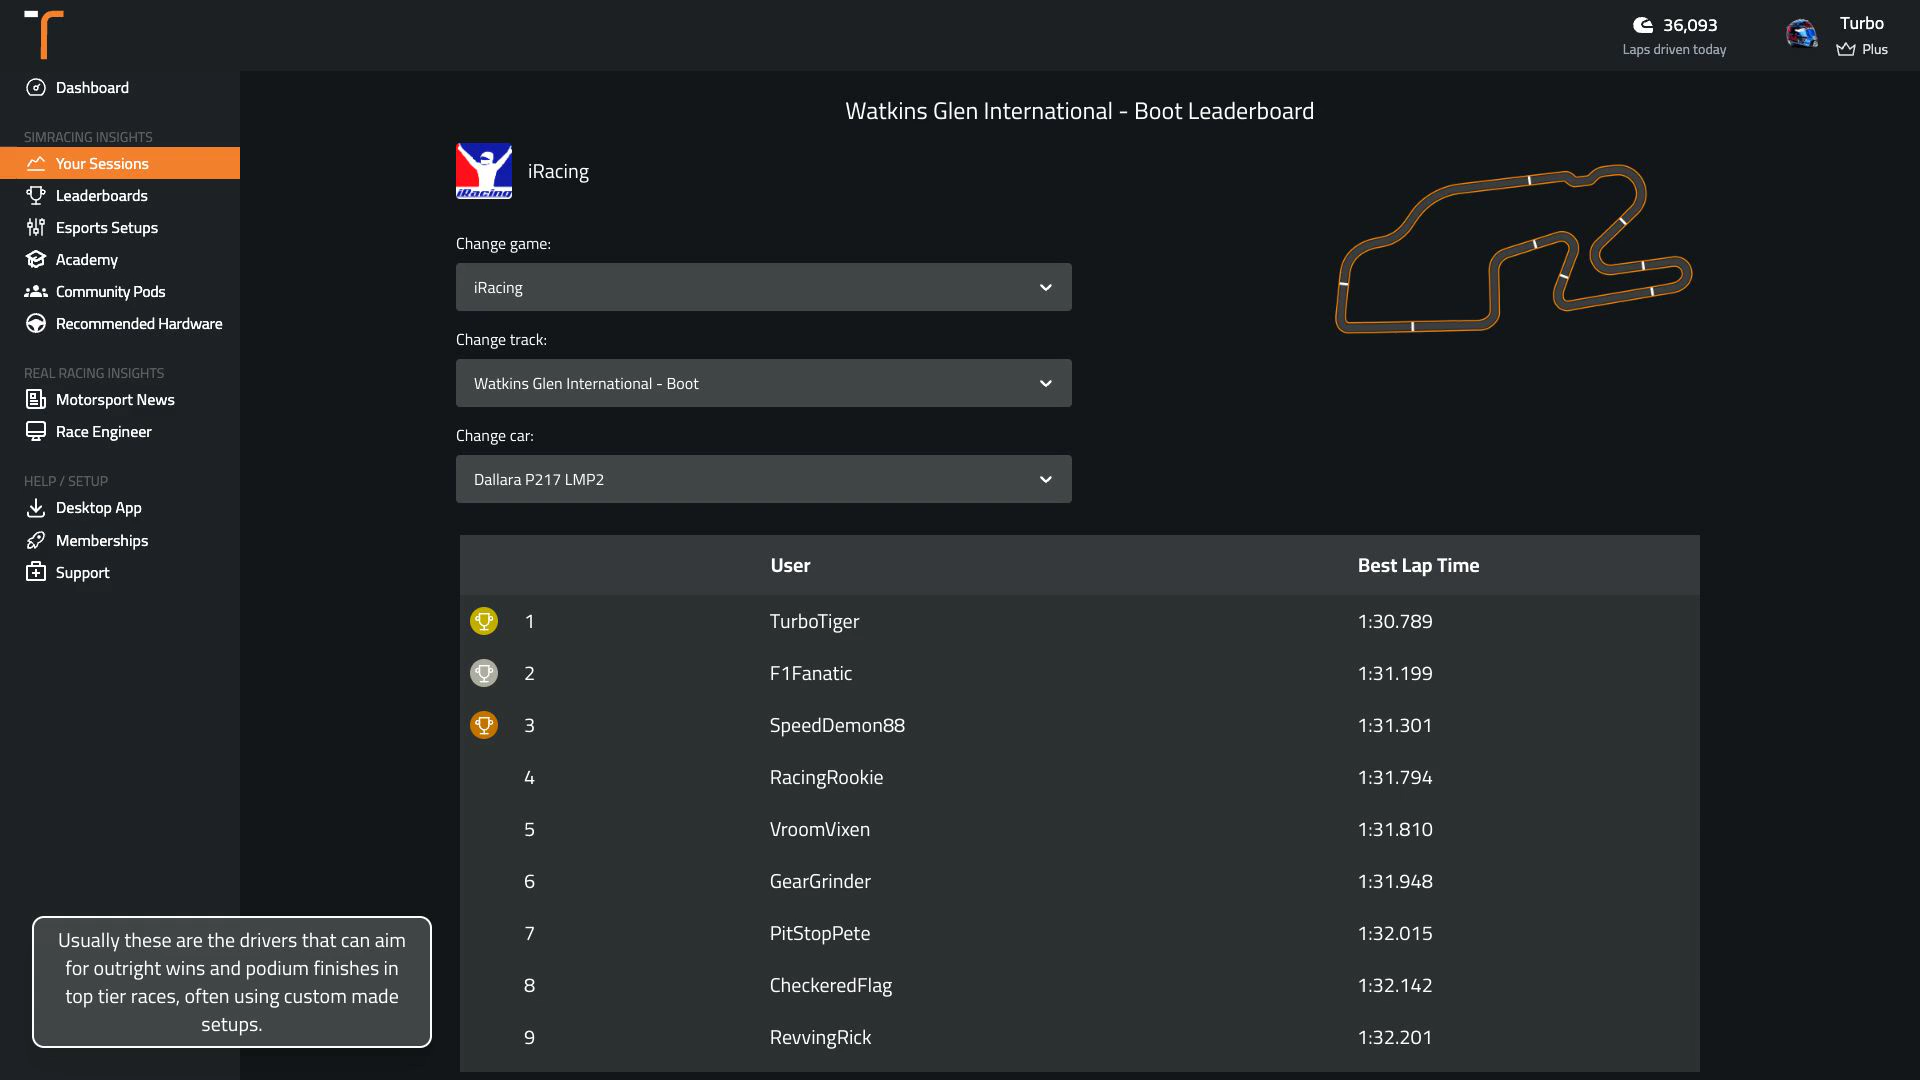 36,093
Laps driven today
Turbo
Plus
Dashboard
SIMRACING INSIGHTS
Your Sessions
Leaderboards
Esports Setups
Academy
Community Pods
Recommended Hardware
REAL RACING INSIGHTS
Motorsport News
Race Engineer
HELP / SETUP
Desktop App
Memberships
Support
Usually these are the drivers that can aim
for outright wins and podium finishes in
top tier races, often using custom made
setups.
Watkins Glen International - Boot Leaderboard
iRacing
iRacing
Change game:
iRacing
Change track:
Watkins Glen International - Boot
Change car:
Dallara P217 LMP2
User Best Lap Time
1 TurboTiger 1:30.789
2 F1Fanatic 1:31.199
3 SpeedDemon88 1:31.301
4 RacingRookie 1:31.794
5 VroomVixen 1:31.810
6 GearGrinder 1:31.948
7 PitStopPete 1:32.015
8 CheckeredFlag 1:32.142
9 RevvingRick 1:32.201